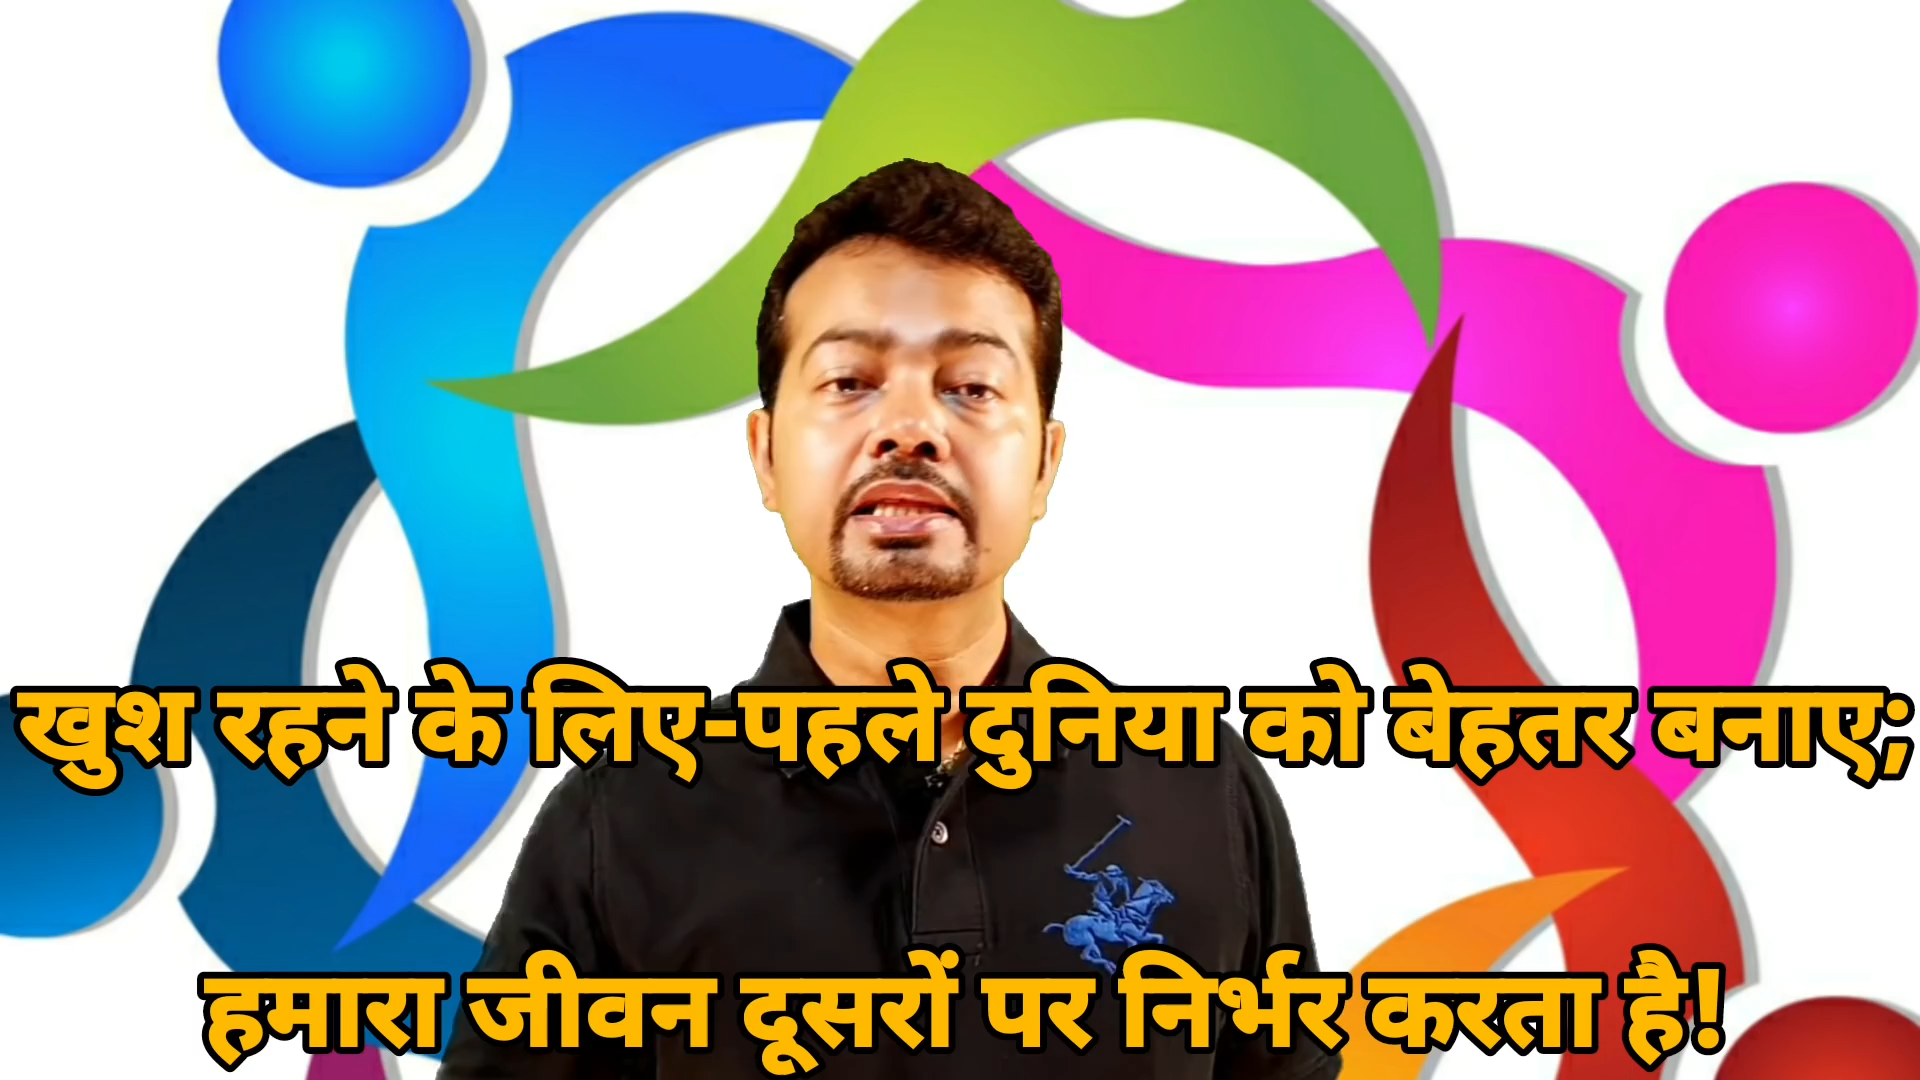 खुश रहने के लिए-पहले दुनिया को बेहतर बनाए;
हमारा जीवन दूसरों पर निर्भर करता है!